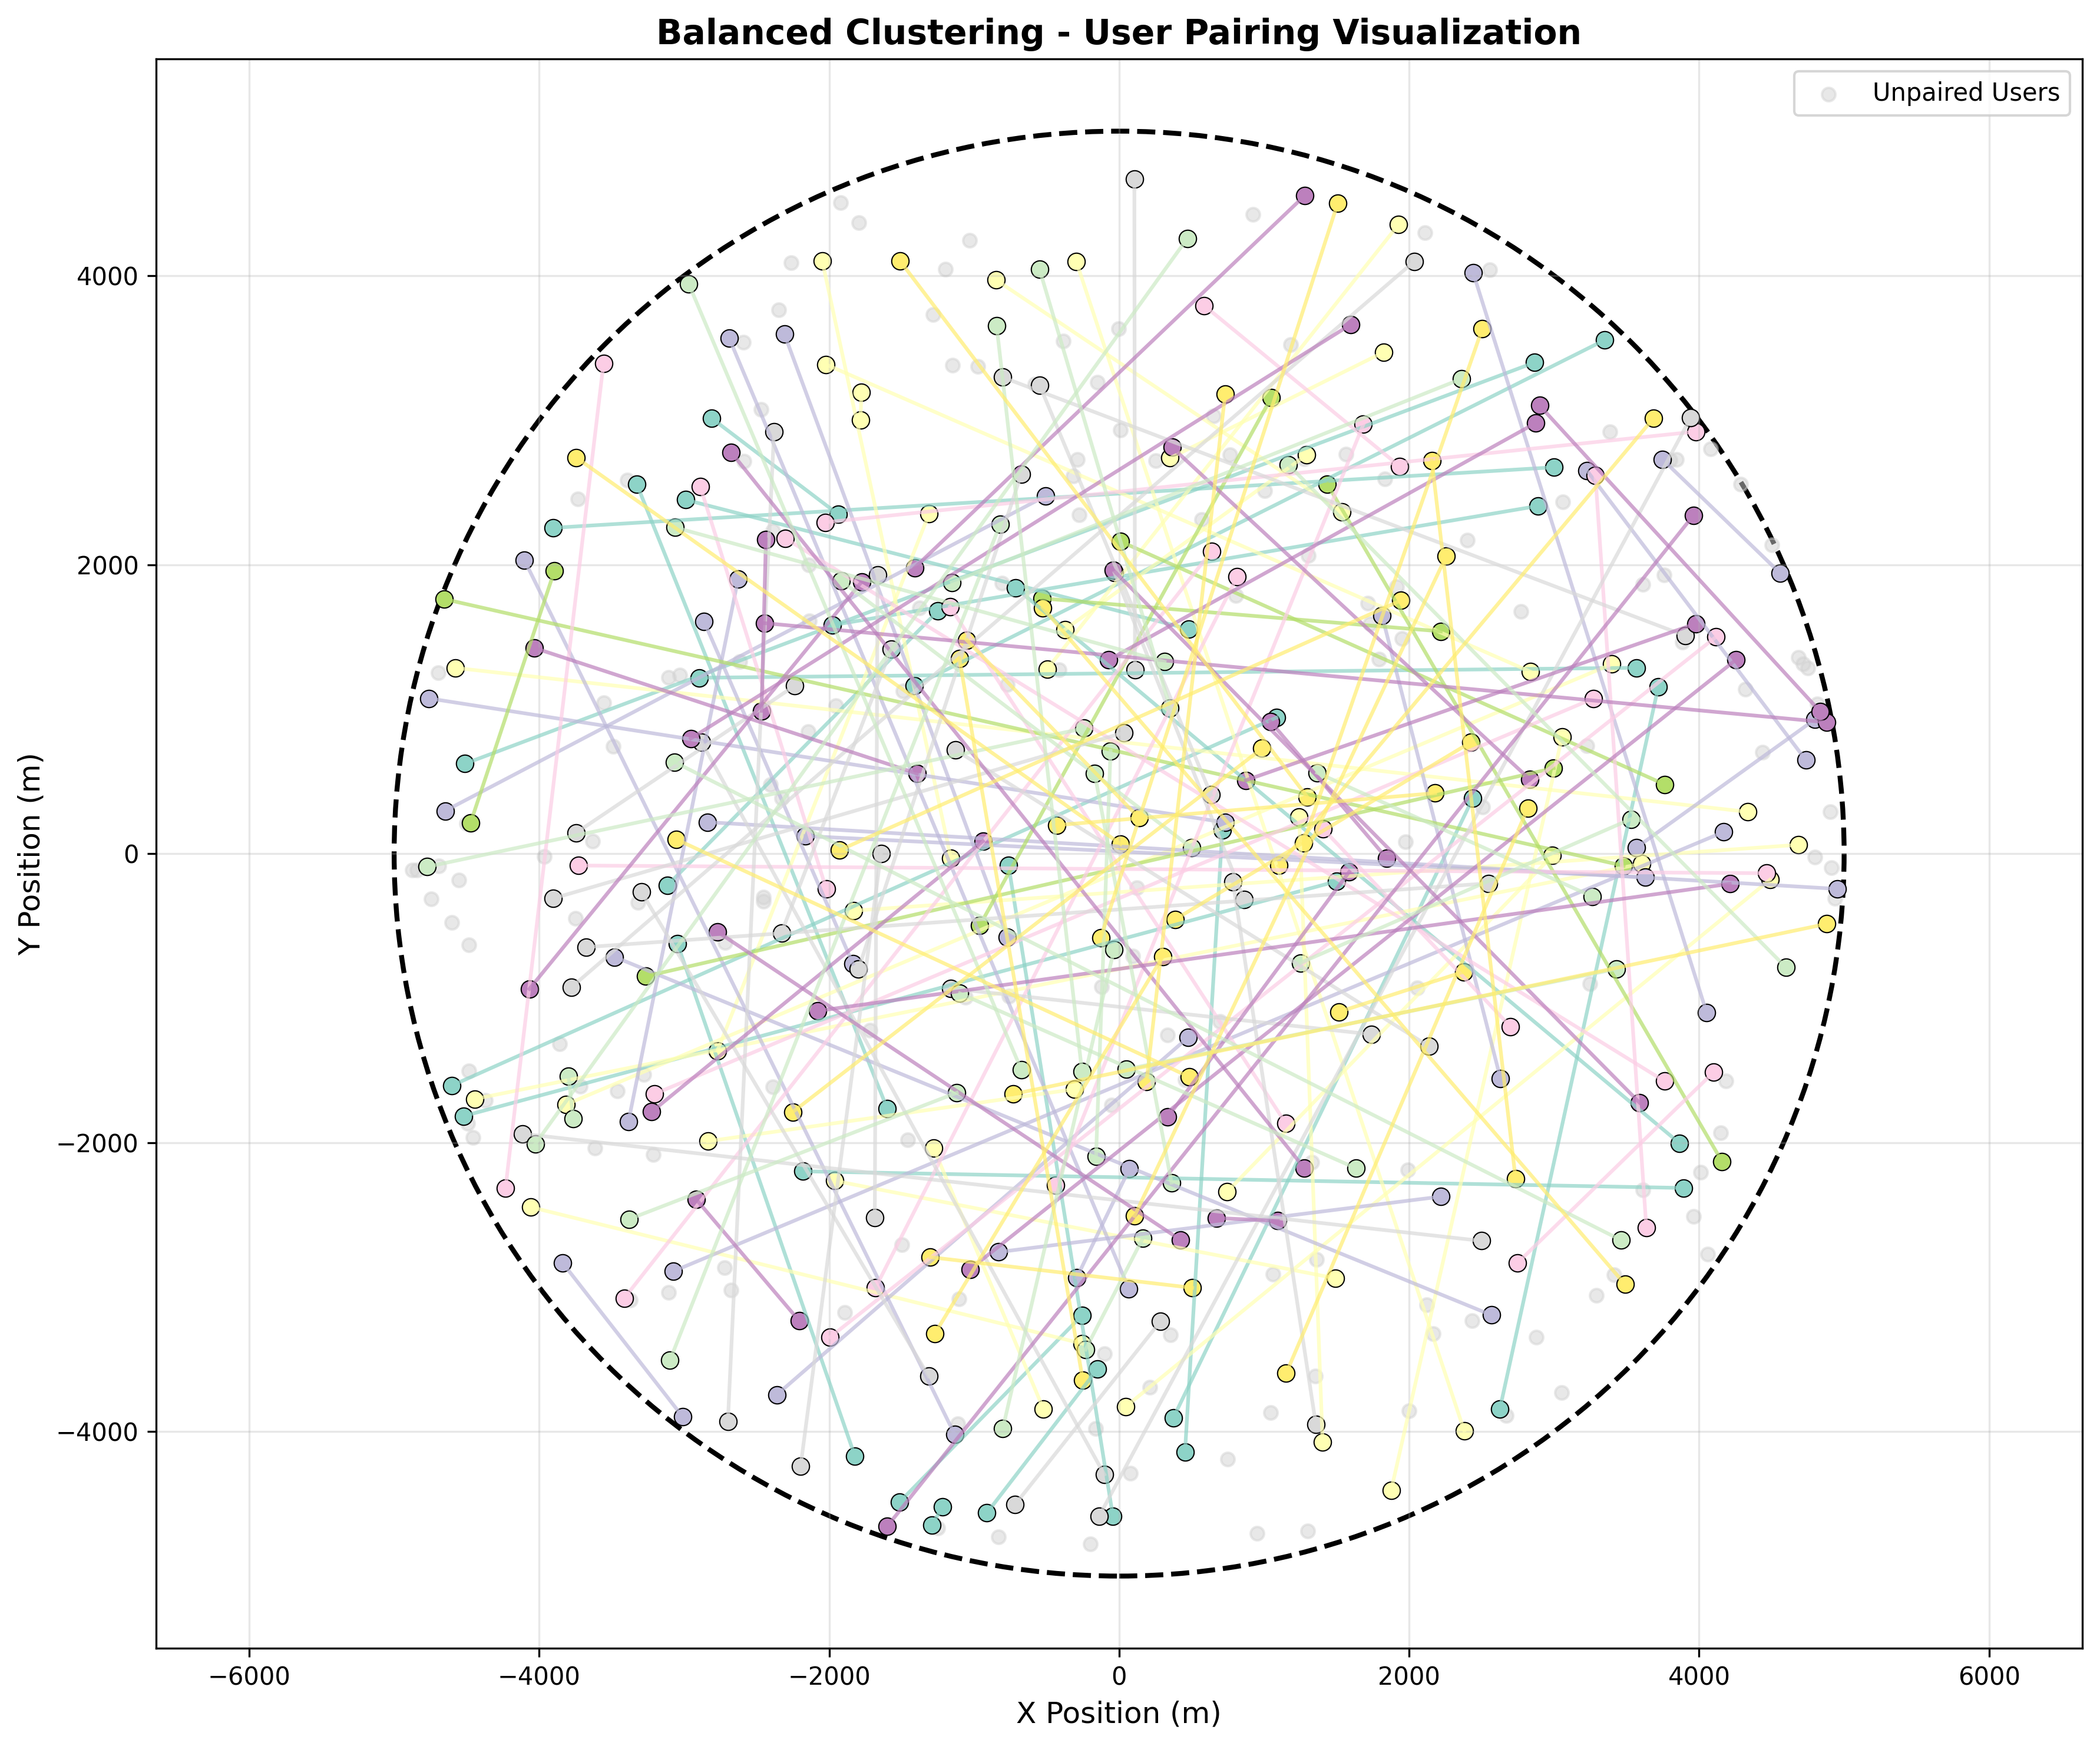 Balanced Clustering - User Pairing Visualization
Unpaired Users
4000
2000
0
−2000
−4000
Y Position (m)
−6000 −4000 −2000 0 2000 4000 6000
X Position (m)